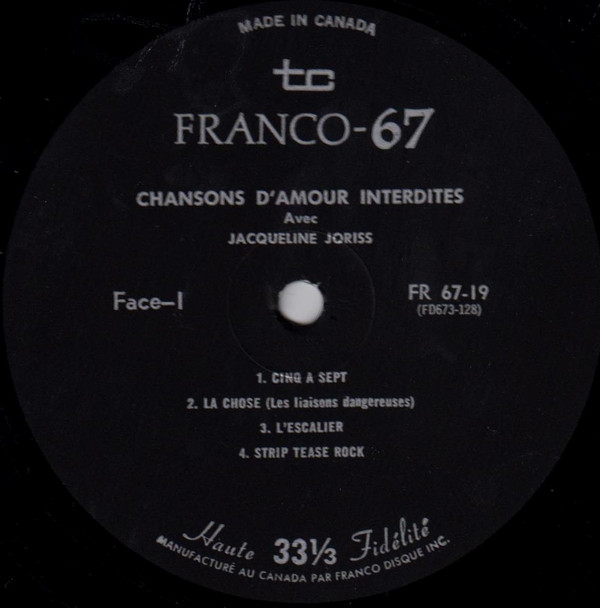 MADE IN CANADA
tc
FRANCO-67
CHANSONS D'AMOUR INTERDITES
Avec
JACQUELINE JORISS
Face–I
FR 67-19
(FD673-128)
1. CINQ A SEPT
2. LA CHOSE (Les liaisons dangereuses)
3. L'ESCALIER
4. STRIP TEASE ROCK
Haute 33⅓ Fidélité
MANUFACTURÉ AU CANADA PAR FRANCO DISQUE INC.